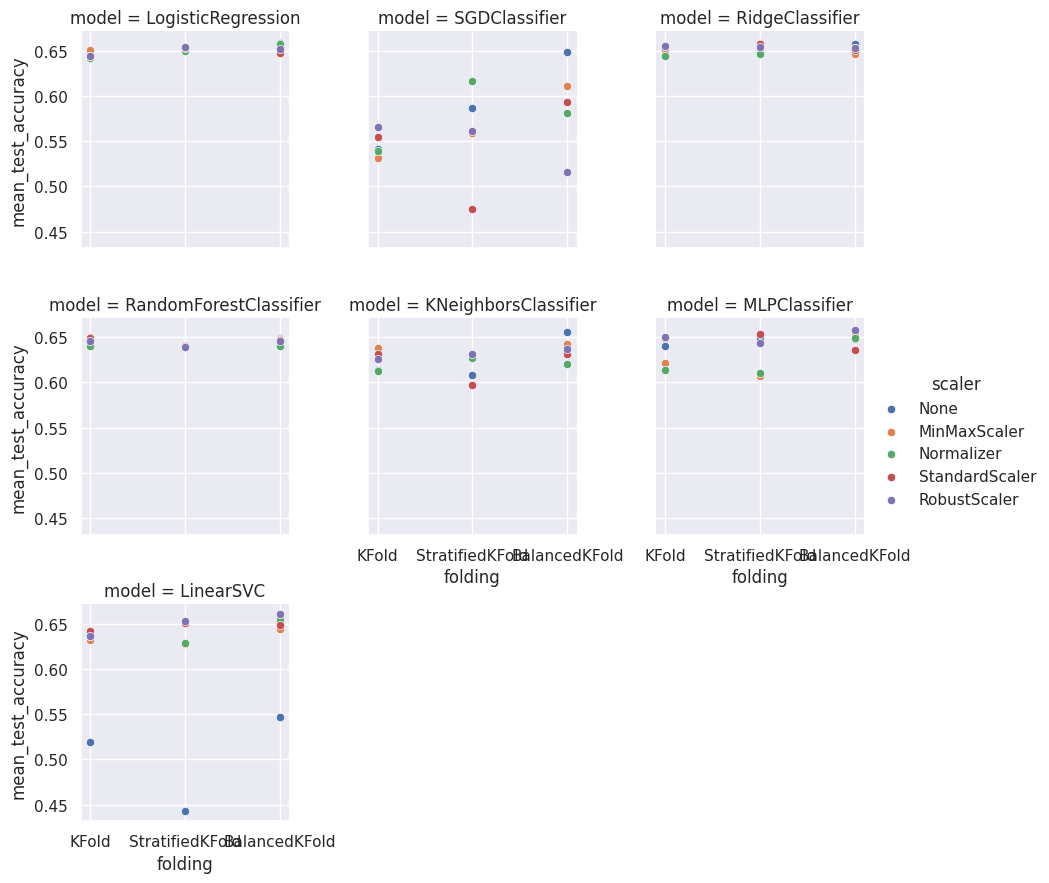 model = LogisticRegression
model = SGDClassifier
model = RidgeClassifier
mean_test_accuracy
0.65
0.60
0.55
0.50
0.45
model = RandomForestClassifier
model = KNeighborsClassifier
model = MLPClassifier
mean_test_accuracy
0.65
0.60
0.55
0.50
0.45
KFold
StratifiedKFold
BalancedKFold
folding
KFold
StratifiedKFold
BalancedKFold
folding
scaler
None
MinMaxScaler
Normalizer
StandardScaler
RobustScaler
model = LinearSVC
mean_test_accuracy
0.65
0.60
0.55
0.50
0.45
KFold
StratifiedKFold
BalancedKFold
folding